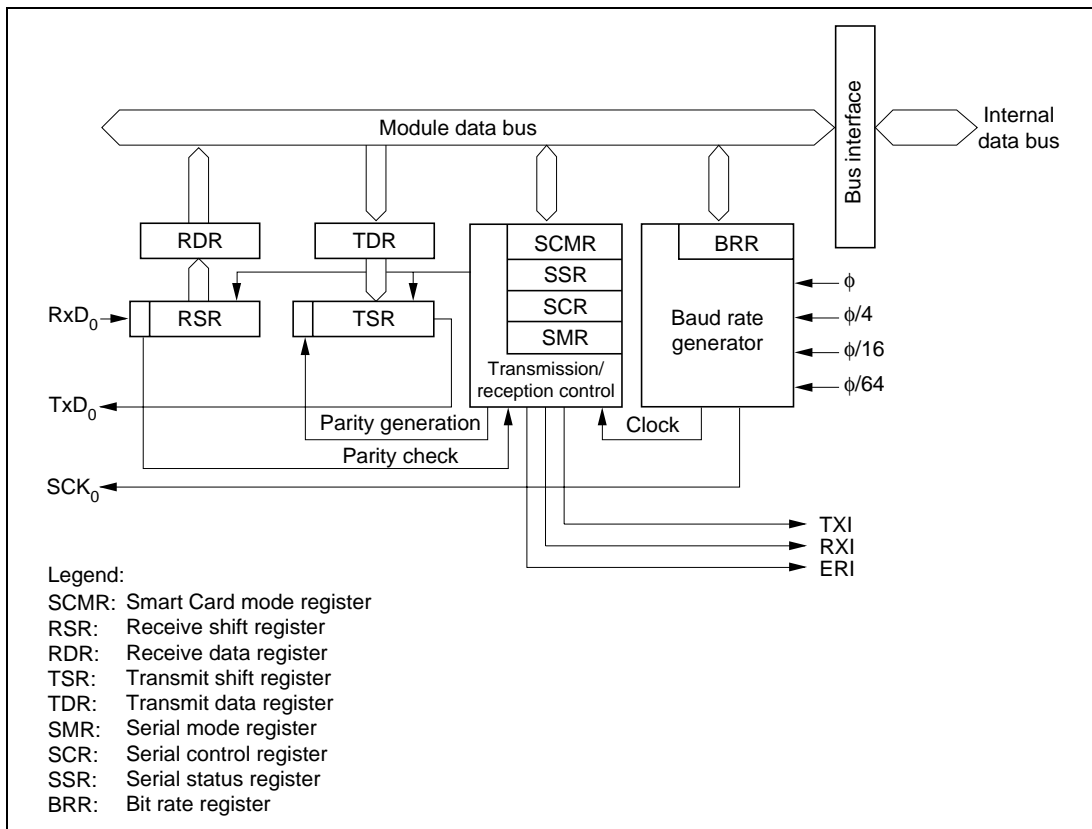 Module data bus
Bus interface
Internal
data bus
RDR
TDR
SCMR
SSR
SCR
SMR
Transmission/
reception control
BRR
Baud rate
generator
ϕ
ϕ/4
ϕ/16
ϕ/64
RxD0
RSR
TSR
TxD0
Parity generation
Parity check
Clock
SCK0
TXI
RXI
ERI
Legend:
SCMR: Smart Card mode register
RSR: Receive shift register
RDR: Receive data register
TSR: Transmit shift register
TDR: Transmit data register
SMR: Serial mode register
SCR: Serial control register
SSR: Serial status register
BRR: Bit rate register